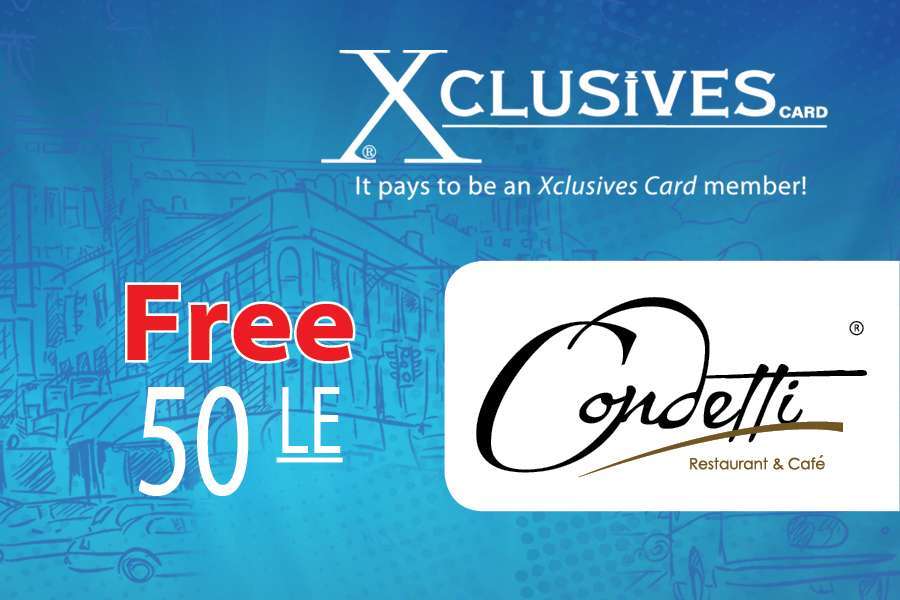 XCLUSiVES CARD
®
It pays to be an Xclusives Card member!
Free
50 LE
Condetti ®
Restaurant & Café